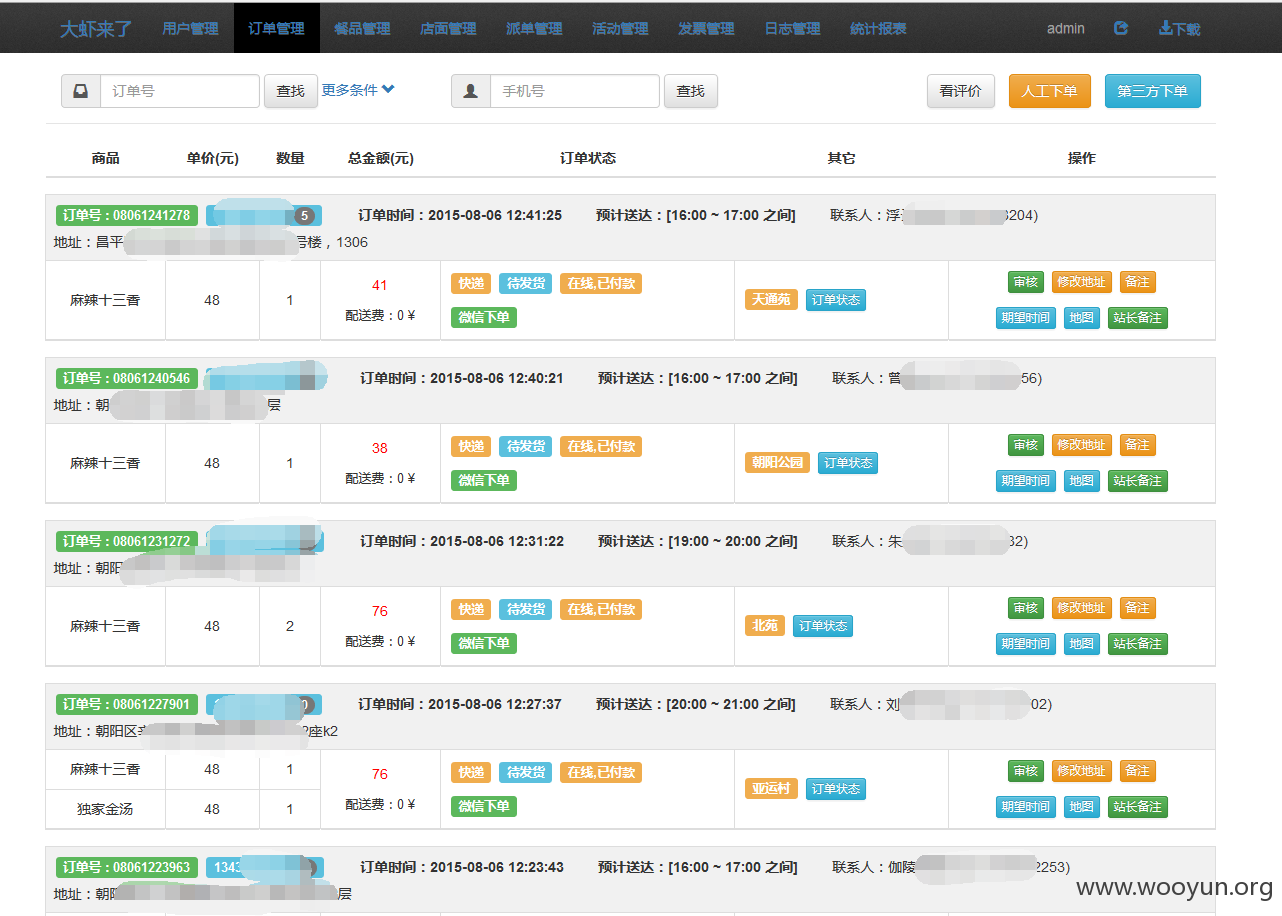 大虾来了 用户管理 订单管理 餐品管理 店面管理 派单管理 活动管理 发票管理 日志管理 统计报表 admin 下载
订单号 查找 更多条件 手机号 查找 看评价 人工下单 第三方下单
商品 单价(元) 数量 总金额(元) 订单状态 其它 操作
订单号：08061241278 5 订单时间：2015-08-06 12:41:25 预计送达：[16:00 ~ 17:00 之间] 联系人：浮 3204)
地址：昌平 号楼，1306
麻辣十三香 48 1 41 配送费：0 ¥ 快递 待发货 在线,已付款 微信下单 天通苑 订单状态 审核 修改地址 备注 期望时间 地图 站长备注
订单号：08061240546 订单时间：2015-08-06 12:40:21 预计送达：[16:00 ~ 17:00 之间] 联系人：曾 56)
地址：朝 层
麻辣十三香 48 1 38 配送费：0 ¥ 快递 待发货 在线,已付款 微信下单 朝阳公园 订单状态 审核 修改地址 备注 期望时间 地图 站长备注
订单号：08061231272 订单时间：2015-08-06 12:31:22 预计送达：[19:00 ~ 20:00 之间] 联系人：朱 32)
地址：朝阳
麻辣十三香 48 2 76 配送费：0 ¥ 快递 待发货 在线,已付款 微信下单 北苑 订单状态 审核 修改地址 备注 期望时间 地图 站长备注
订单号：08061227901 订单时间：2015-08-06 12:27:37 预计送达：[20:00 ~ 21:00 之间] 联系人：刘 02)
地址：朝阳区 座k2
麻辣十三香 48 1 76 配送费：0 ¥ 快递 待发货 在线,已付款 微信下单 亚运村 订单状态 审核 修改地址 备注 期望时间 地图 站长备注
独家金汤 48 1
订单号：08061223963 1343 订单时间：2015-08-06 12:23:43 预计送达：[16:00 ~ 17:00 之间] 联系人：伽陵 2253)
地址：朝阳 层
www.wooyun.org